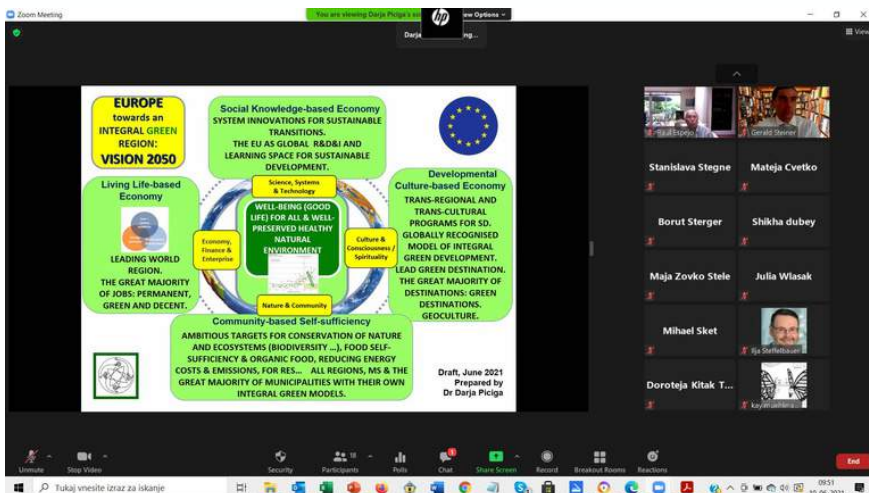 Zoom Meeting
You are viewing Darja Piciga's
View Options
View
EUROPE
towards an
INTEGRAL GREEN
REGION:
VISION 2050
Social Knowledge-based Economy
SYSTEM INNOVATIONS FOR SUSTAINABLE
TRANSITIONS.
THE EU AS GLOBAL R&D&I AND
LEARNING SPACE FOR SUSTAINABLE
DEVELOPMENT.
Living Life-based
Economy
LEADING WORLD
REGION.
THE GREAT MAJORITY
OF JOBS: PERMANENT,
GREEN AND DECENT.
Science, Systems
& Technology
WELL-BEING (GOOD
LIFE) FOR ALL & WELL-
PRESERVED HEALTHY
NATURAL
ENVIRONMENT
Economy,
Finance &
Enterprise
Culture &
Consciousness /
Spirituality
Nature & Community
Developmental
Culture-based Economy
TRANS-REGIONAL AND
TRANS-CULTURAL
PROGRAMS FOR SD.
GLOBALLY RECOGNISED
MODEL OF INTEGRAL
GREEN DEVELOPMENT.
LEAD GREEN DESTINATION.
THE GREAT MAJORITY OF
DESTINATIONS: GREEN
DESTINATIONS.
GEOCULTURE.
Community-based Self-sufficiency
AMBITIOUS TARGETS FOR CONSERVATION OF NATURE
AND ECOSYSTEMS (BIODIVERSITY ...), FOOD SELF-
SUFFICIENCY & ORGANIC FOOD, REDUCING ENERGY
COSTS & EMISSIONS, FOR RES... ALL REGIONS, MS & THE
GREAT MAJORITY OF MUNICIPALITIES WITH THEIR OWN
INTEGRAL GREEN MODELS.
Draft, June 2021
Prepared by
Dr Darja Piciga
Raul Espejo
Gerald Steiner
Stanislava Stegne
Mateja Cvetko
Borut Sterger
Shikha dubey
Maja Zovko Stele
Julia Wlasak
Mihael Sket
Ilja Steffelbauer
Doroteja Kitak T...
Unmute
Stop Video
Security
Participants
18
Polls
Chat
1
Share Screen
Record
Breakout Rooms
Reactions
End
Tukaj vnesite izraz za iskanje
09:51